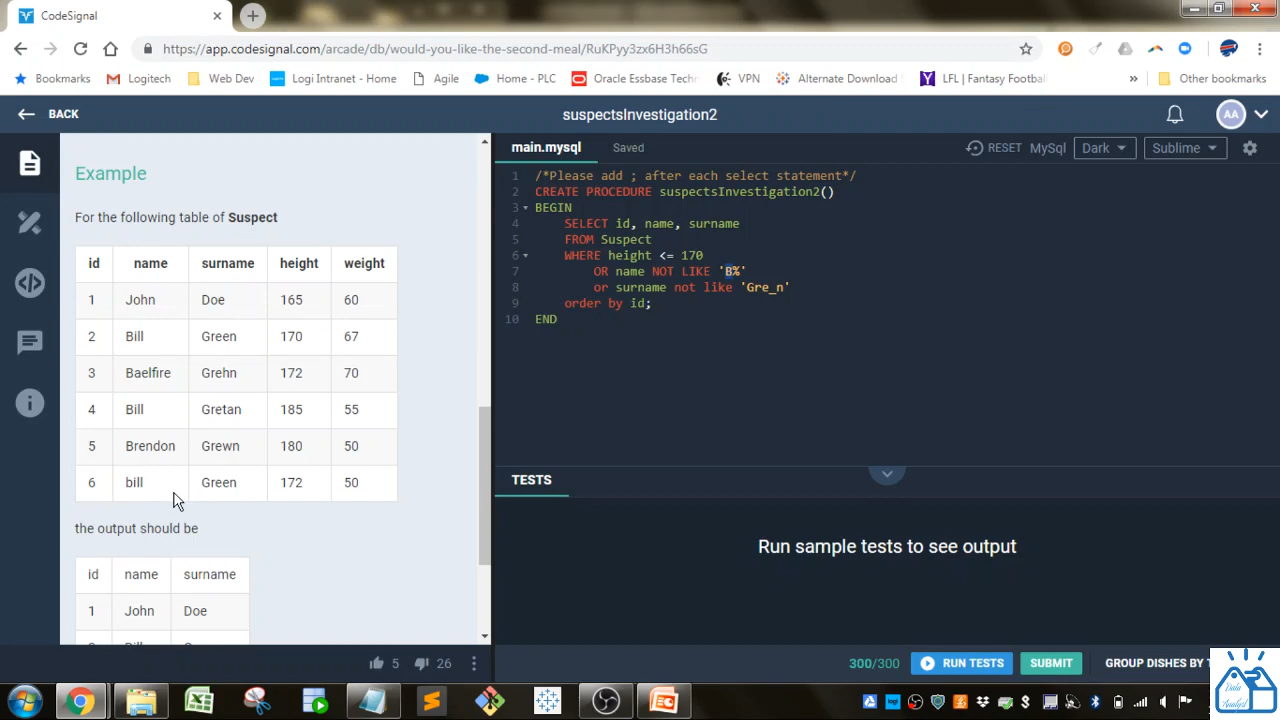 CodeSignal
https://app.codesignal.com/arcade/db/would-you-like-the-second-meal/RuKPyy3zx6H3h66sG
Bookmarks Logitech Web Dev Logi Intranet - Home Agile Home - PLC Oracle Essbase Techn VPN Alternate Download LFL | Fantasy Footbal » Other bookmarks
BACK suspectsInvestigation2 AA
main.mysql Saved RESET MySql Dark Sublime
Example
For the following table of Suspect
id name surname height weight
1 John Doe 165 60
2 Bill Green 170 67
3 Baelfire Grehn 172 70
4 Bill Gretan 185 55
5 Brendon Grewn 180 50
6 bill Green 172 50
the output should be
id name surname
1 John Doe
1 /*Please add ; after each select statement*/
2 CREATE PROCEDURE suspectsInvestigation2()
3 BEGIN
4 SELECT id, name, surname
5 FROM Suspect
6 WHERE height <= 170
7 OR name NOT LIKE 'B%'
8 or surname not like 'Gre_n'
9 order by id;
10 END
TESTS
Run sample tests to see output
5 26
300/300 RUN TESTS SUBMIT GROUP DISHES BY T
Data
Analyst